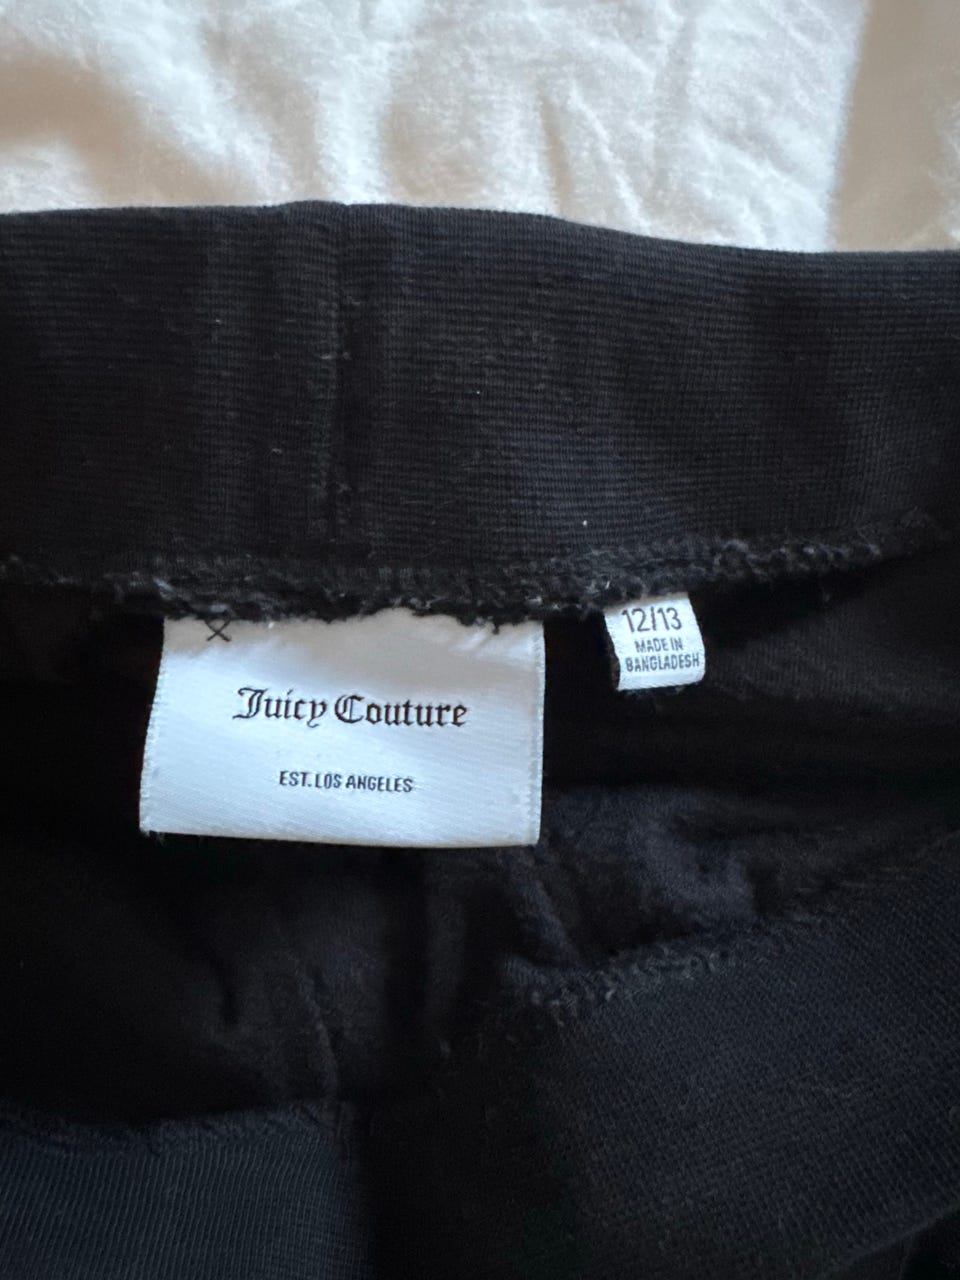 Juicy Couture
EST. LOS ANGELES
12/13
MADE IN
BANGLADESH